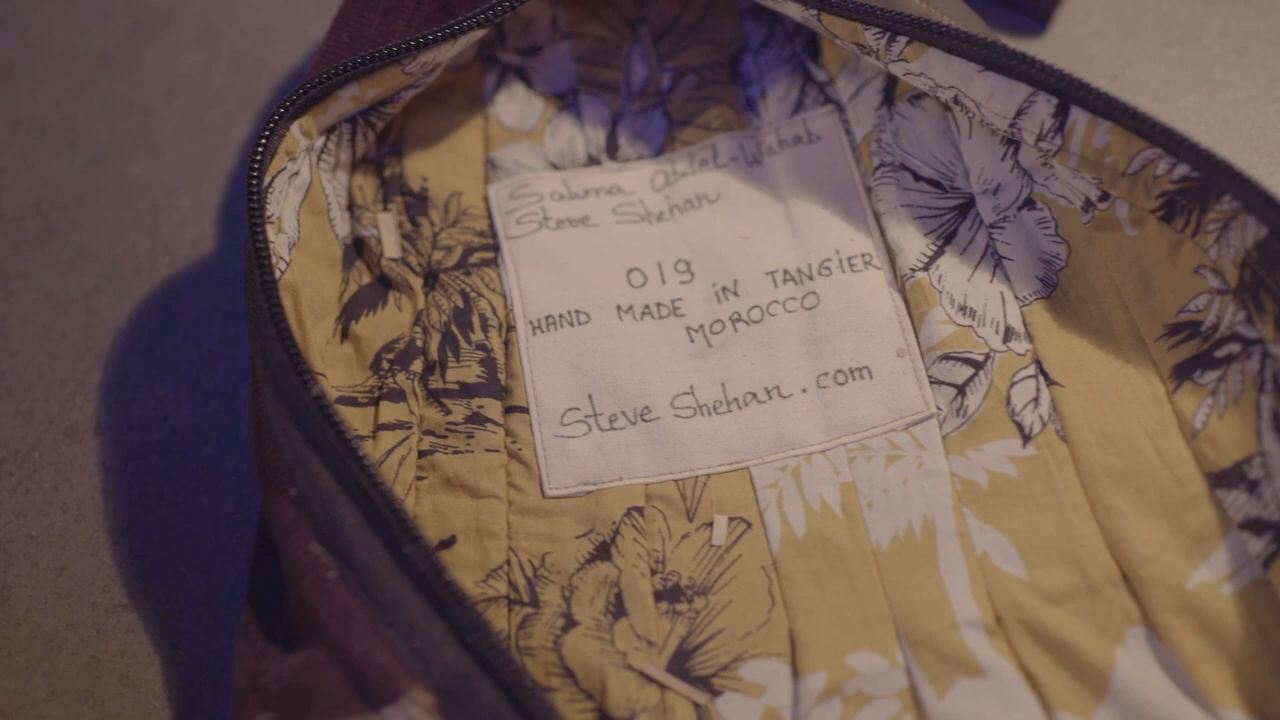 Salima Abdel-Wahab
Steve Shehan
019
HAND MADE iN TANGiER
MOROCCO
Steve Shehan.com